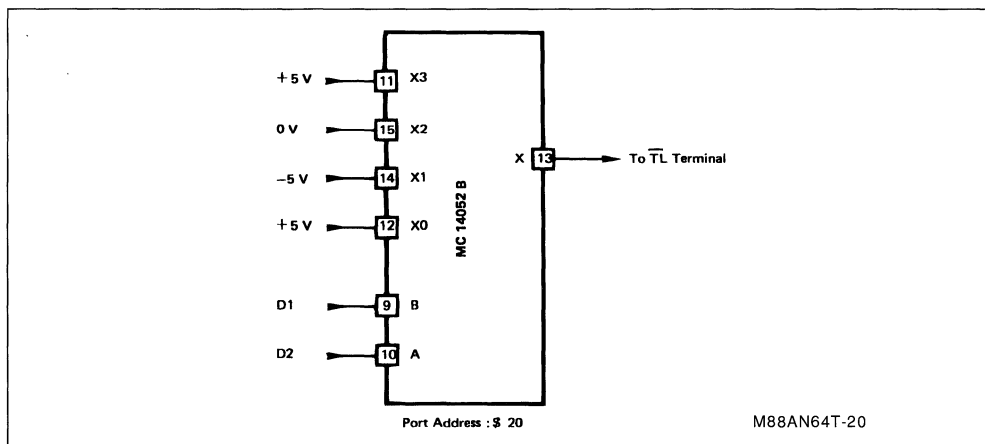 +5 V 11 X3
0 V 15 X2
X 13 To T̅L̅ Terminal
−5 V 14 X1
+5 V 12 X0
MC 14052 B
D1 9 B
D2 10 A
Port Address : $ 20
M88AN64T-20